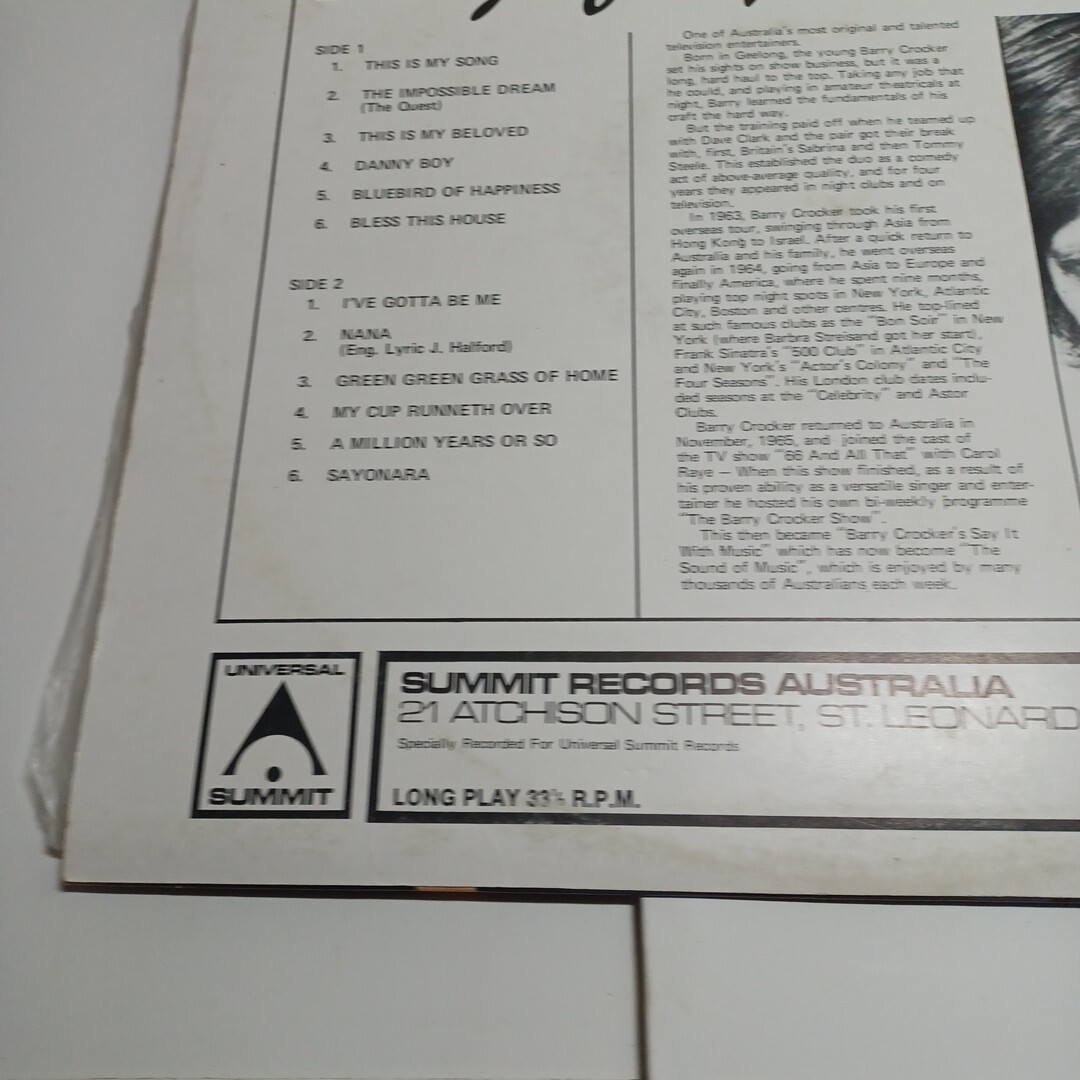 SIDE 1
1. THIS IS MY SONG
2. THE IMPOSSIBLE DREAM
(The Quest)
3. THIS IS MY BELOVED
4. DANNY BOY
5. BLUEBIRD OF HAPPINESS
6. BLESS THIS HOUSE
SIDE 2
1. I'VE GOTTA BE ME
2. NANA
(Eng. Lyric J. Halford)
3. GREEN GREEN GRASS OF HOME
4. MY CUP RUNNETH OVER
5. A MILLION YEARS OR SO
6. SAYONARA
One of Australia's most original and talented
television entertainers.
Born in Geelong, the young Barry Crocker
set his sights on show business, but it was a
long, hard haul to the top. Taking any job that
he could, and playing in amateur theatricals at
night, Barry learned the fundamentals of his
craft the hard way.
But the training paid off when he teamed up
with Dave Clark and the pair got their break
with, first, Britain's Sabrina and then Tommy
Steele. This established the duo as a comedy
act of above-average quality, and for four
years they appeared in night clubs and on
television.
In 1963, Barry Crocker took his first
overseas tour, swinging through Asia from
Hong Kong to Israel. After a quick return to
Australia and his family, he went overseas
again in 1964, going from Asia to Europe and
finally America, where he spent nine months,
playing top night spots in New York, Atlantic
City, Boston and other centres. He top-lined
at such famous clubs as the "Bon Soir" in New
York (where Barbra Streisand got her start),
Frank Sinatra's "500 Club" in Atlantic City
and New York's "Actor's Colony" and "The
Four Seasons". His London club dates inclu-
ded seasons at the "Celebrity" and Astor
Clubs.
Barry Crocker returned to Australia in
November, 1965, and joined the cast of
the TV show "66 And All That" with Carol
Raye — When this show finished, as a result of
his proven ability as a versatile singer and enter-
tainer he hosted his own bi-weekly programme
"The Barry Crocker Show".
This then became "Barry Crocker's Say It
With Music" which has now become "The
Sound of Music", which is enjoyed by many
thousands of Australians each week.
UNIVERSAL
SUMMIT
SUMMIT RECORDS AUSTRALIA
21 ATCHISON STREET, ST. LEONARD
Specially Recorded For Universal Summit Records
LONG PLAY 33⅓ R.P.M.